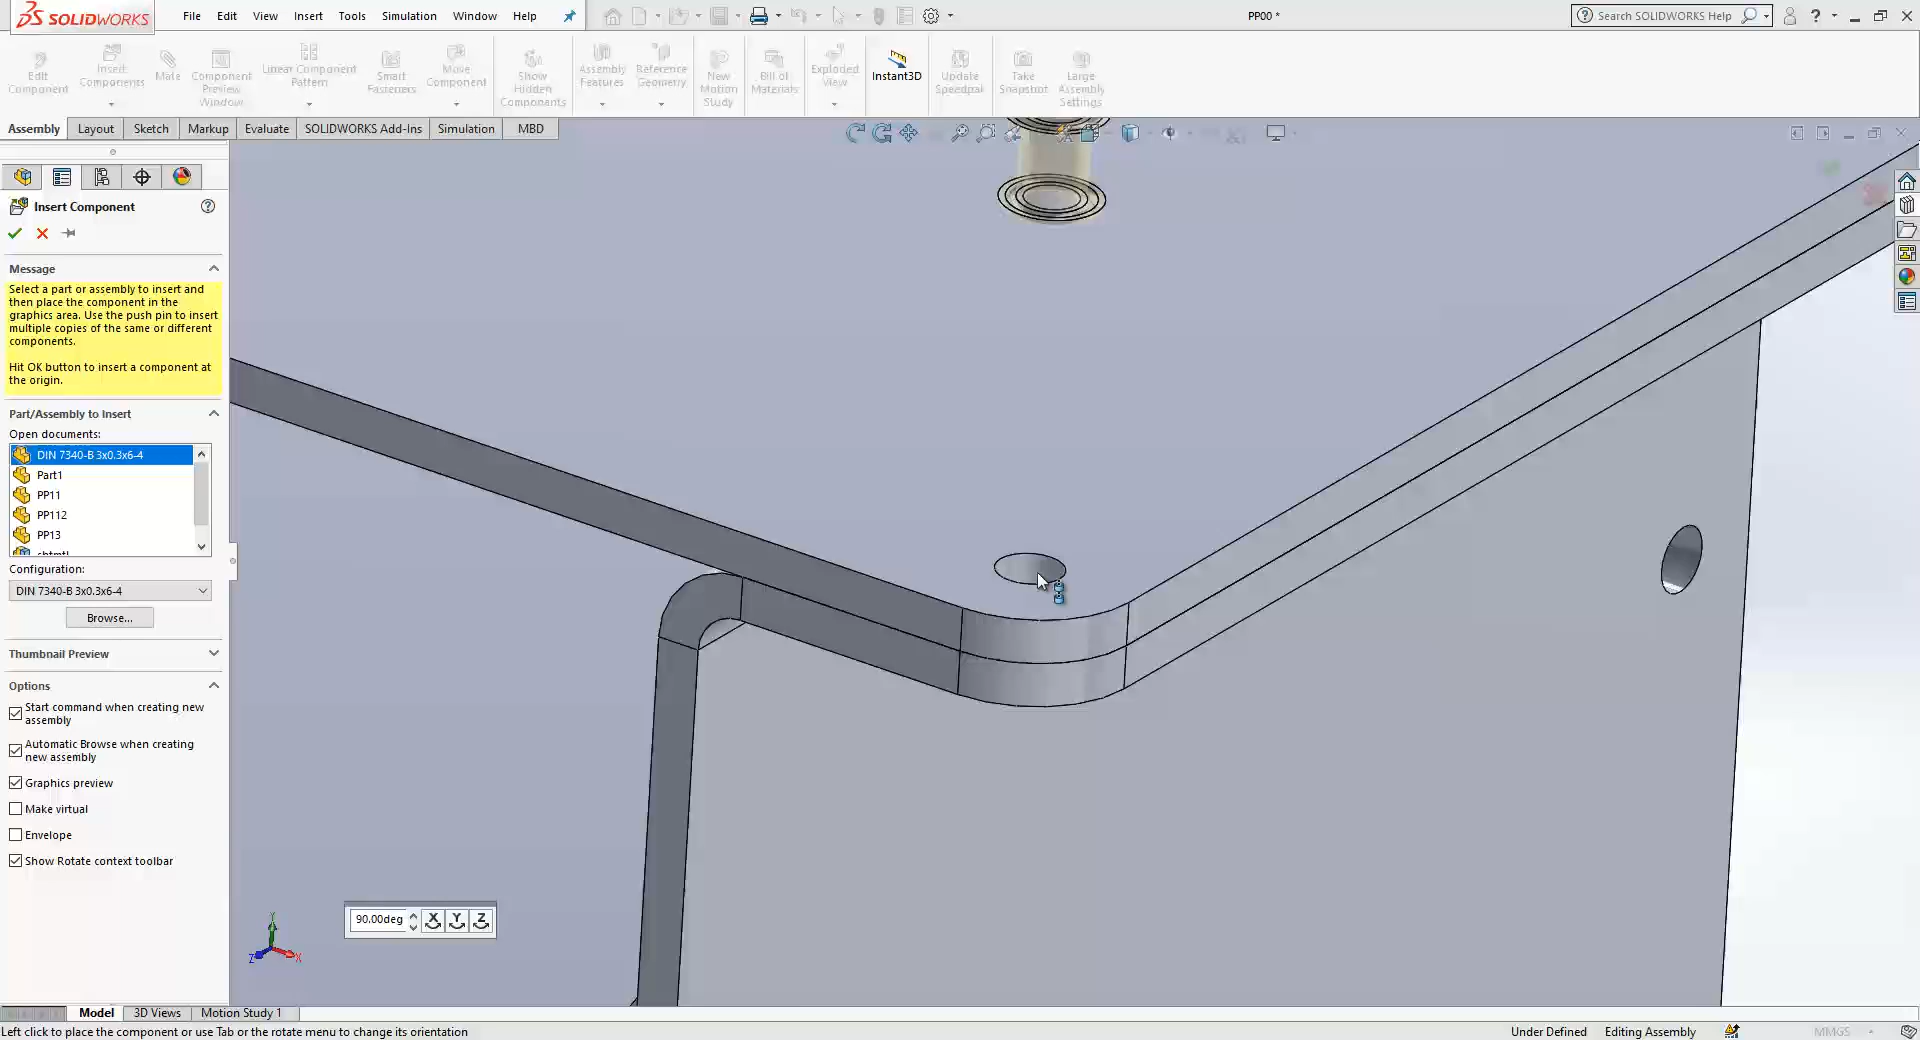 SOLIDWORKS
File Edit View Insert Tools Simulation Window Help
PP00 *
Search SOLIDWORKS Help
?
Edit Component
Insert Components
Mate
Component Preview Window
Linear Component Pattern
Smart Fasteners
Move Component
Show Hidden Components
Assembly Features
Reference Geometry
New Motion Study
Bill of Materials
Exploded View
Instant3D
Update Speedpak
Take Snapshot
Large Assembly Settings
Assembly Layout Sketch Markup Evaluate SOLIDWORKS Add-Ins Simulation MBD
Insert Component
?
Message
Select a part or assembly to insert and
then place the component in the
graphics area. Use the push pin to insert
multiple copies of the same or different
components.
Hit OK button to insert a component at
the origin.
Part/Assembly to Insert
Open documents:
DIN 7340-B 3x0.3x6-4
Part1
PP11
PP112
PP13
Configuration:
DIN 7340-B 3x0.3x6-4
Browse...
Thumbnail Preview
Options
Start command when creating new
assembly
Automatic Browse when creating
new assembly
Graphics preview
Make virtual
Envelope
Show Rotate context toolbar
90.00deg X Y Z
Y
Z X
Model 3D Views Motion Study 1
Left click to place the component or use Tab or the rotate menu to change its orientation
Under Defined Editing Assembly MMGS